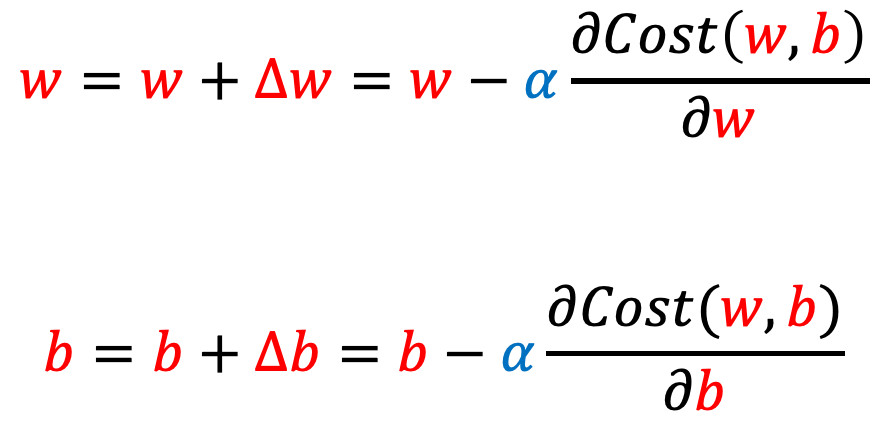 w = w + Δw = w − α ∂Cost(w, b) / ∂w
b = b + Δb = b − α ∂Cost(w, b) / ∂b